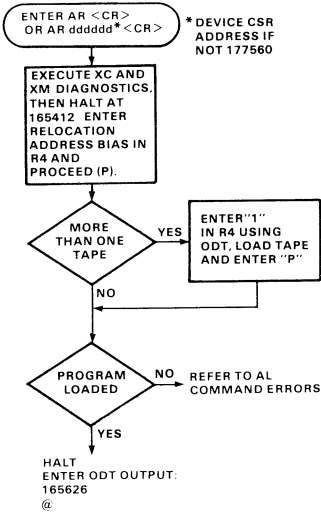 ENTER AR <CR>
OR AR dddddd* <CR>
* DEVICE CSR
ADDRESS IF
NOT 177560
EXECUTE XC AND
XM DIAGNOSTICS,
THEN HALT AT
165412 ENTER
RELOCATION
ADDRESS BIAS IN
R4 AND
PROCEED (P).
MORE
THAN ONE
TAPE
YES
ENTER "1"
IN R4 USING
ODT, LOAD TAPE
AND ENTER "P"
NO
PROGRAM
LOADED
NO
REFER TO AL
COMMAND ERRORS
YES
HALT
ENTER ODT OUTPUT:
165626
@